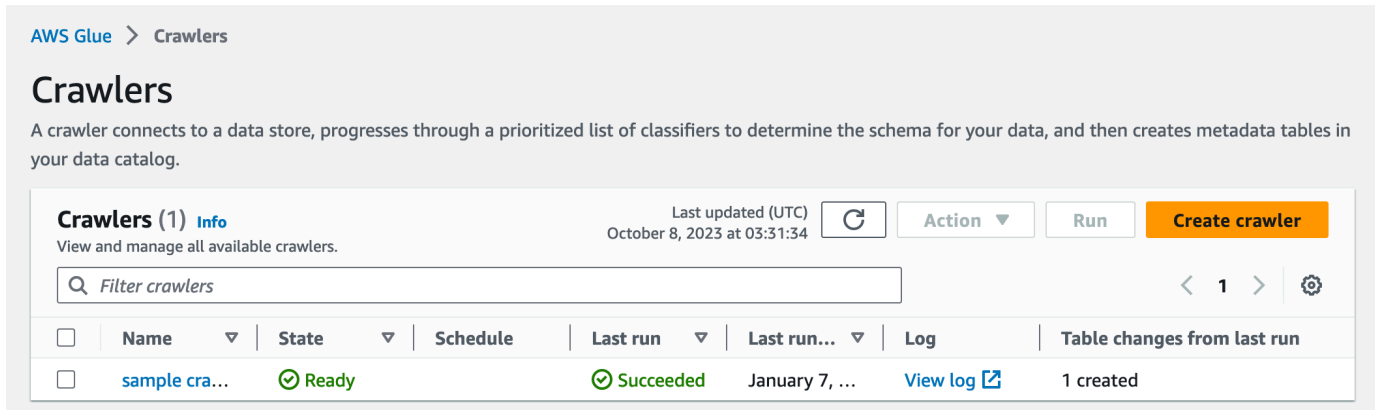 AWS Glue > Crawlers
Crawlers
A crawler connects to a data store, progresses through a prioritized list of classifiers to determine the schema for your data, and then creates metadata tables in
your data catalog.
Crawlers (1) Info
View and manage all available crawlers.
Last updated (UTC)
October 8, 2023 at 03:31:34
Action Run Create crawler
Filter crawlers
1
Name State Schedule Last run Last run... Log Table changes from last run
sample cra... Ready Succeeded January 7, ... View log 1 created